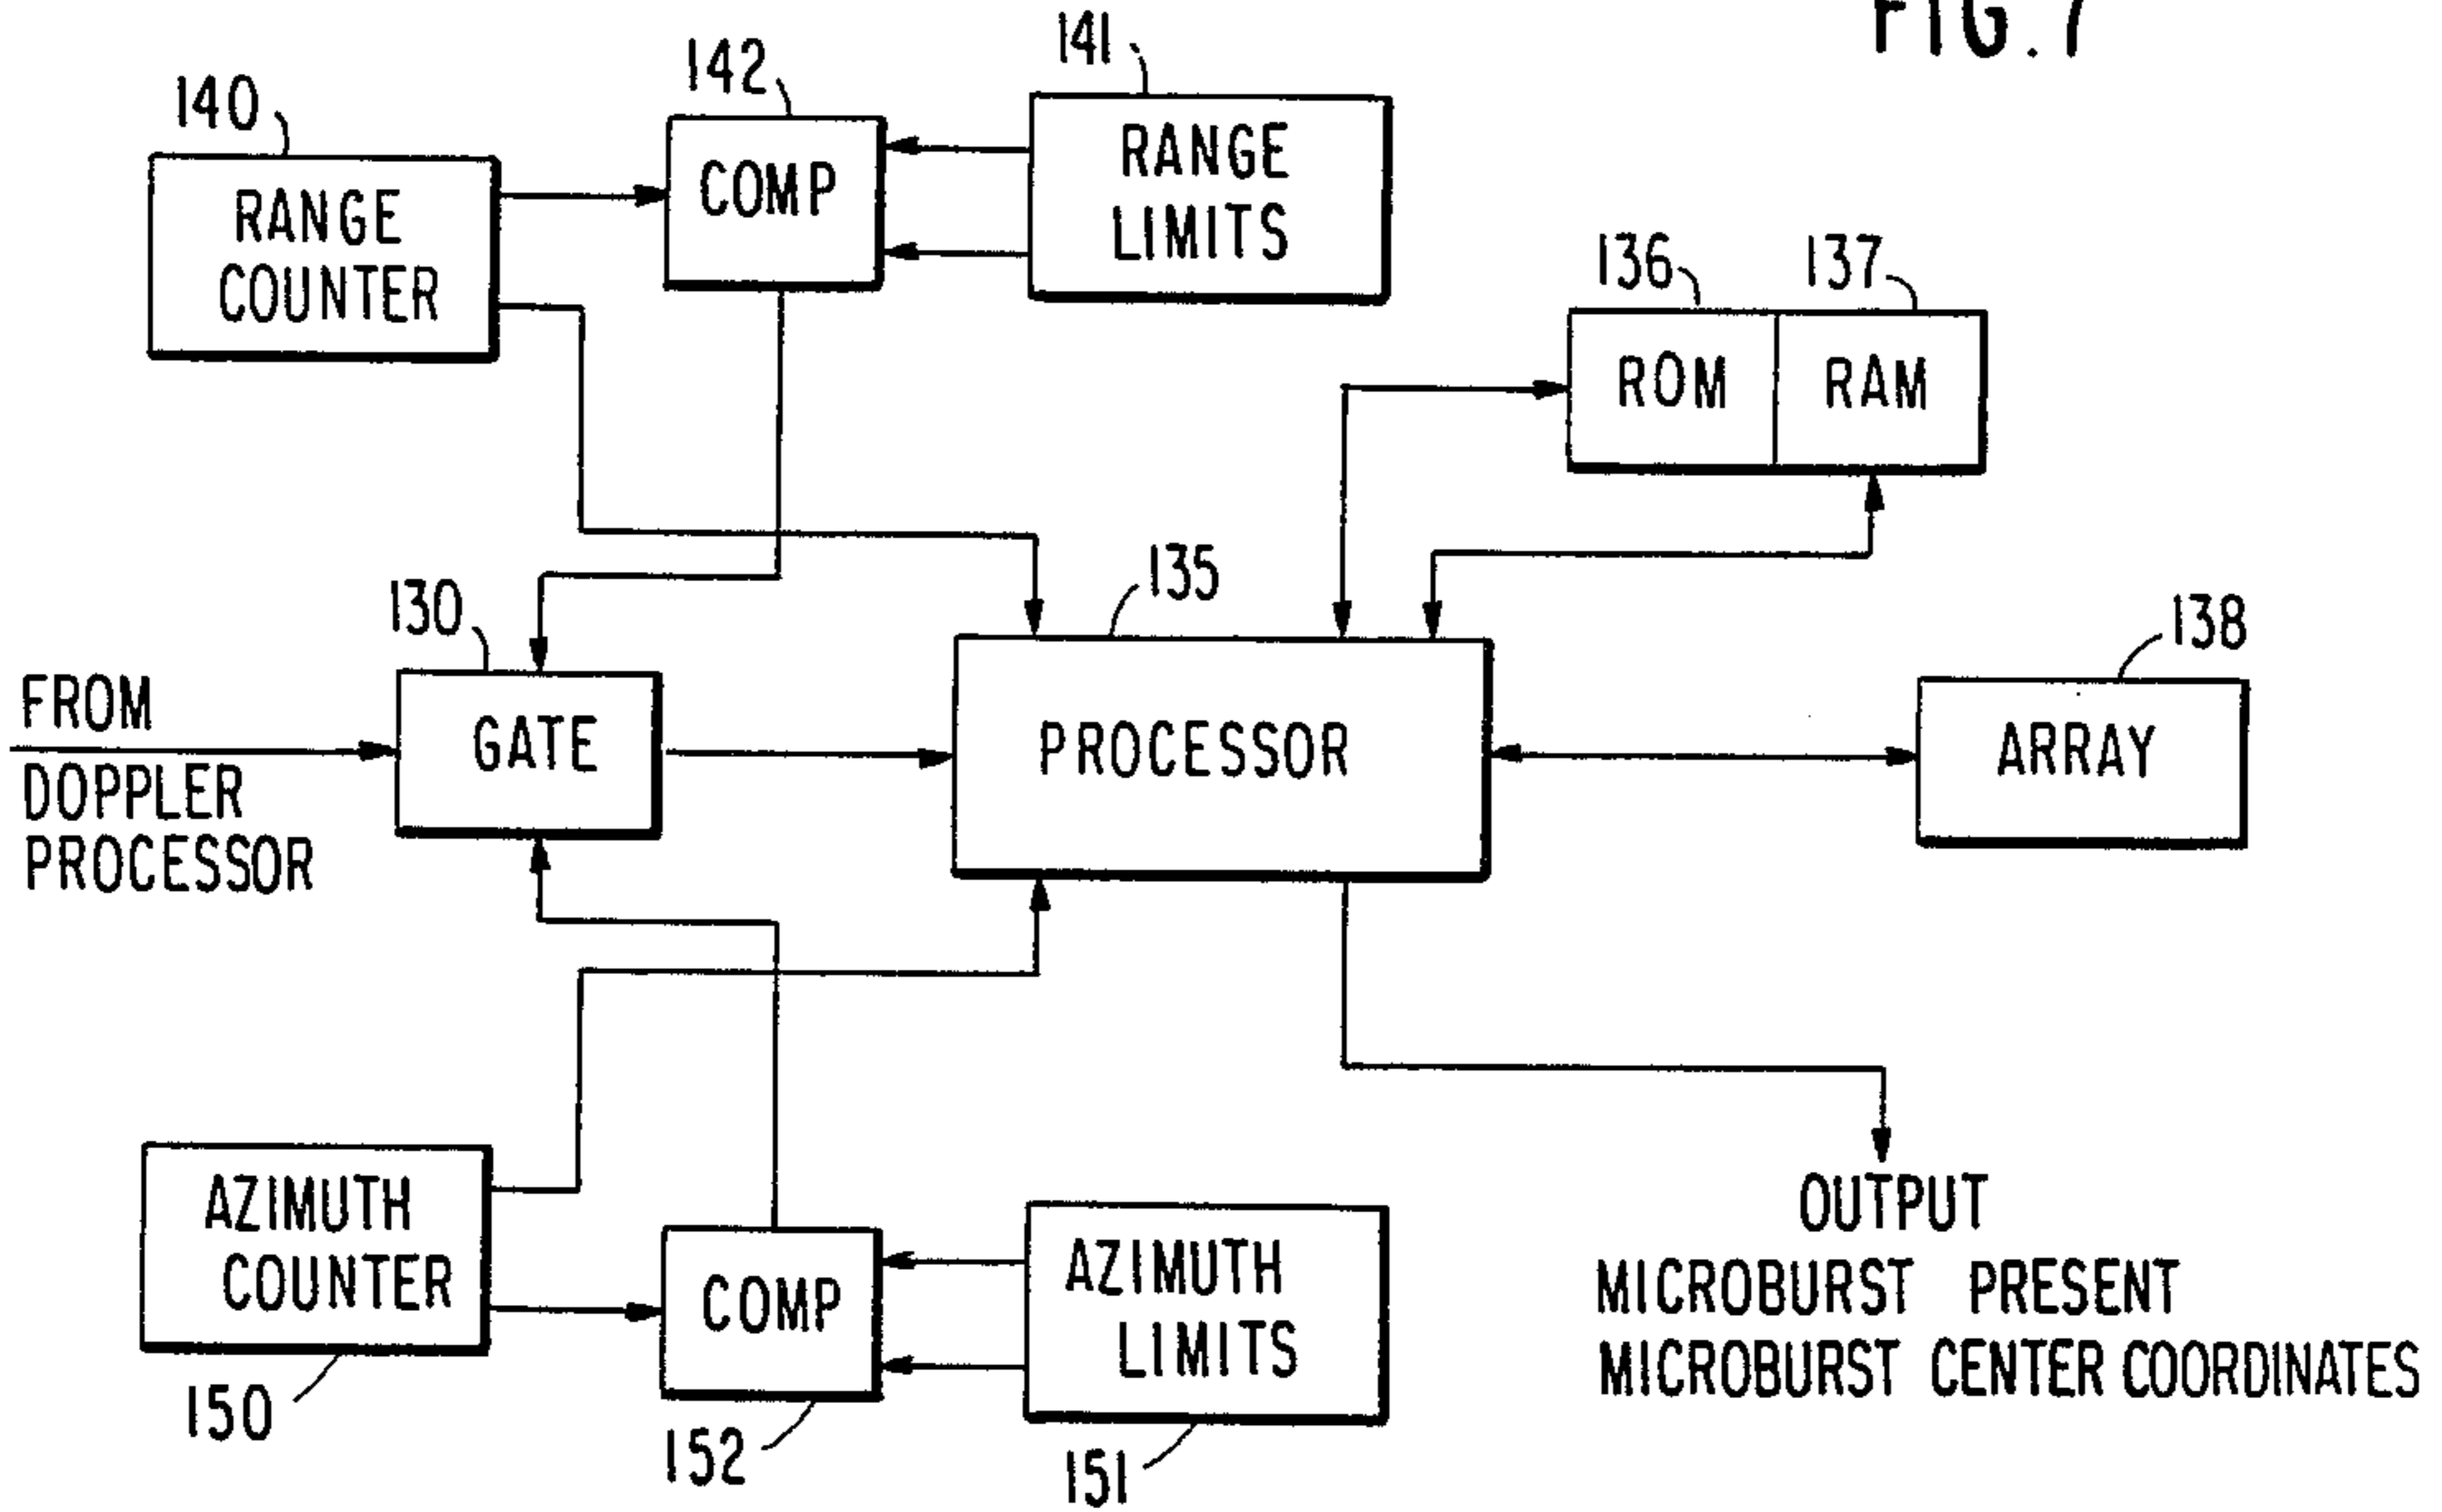 FIG. 7
140
142
141
RANGE
COUNTER
COMP
RANGE
LIMITS
136
137
ROM
RAM
130
135
138
FROM
DOPPLER
PROCESSOR
GATE
PROCESSOR
ARRAY
AZIMUTH
COUNTER
COMP
AZIMUTH
LIMITS
150
152
151
OUTPUT
MICROBURST PRESENT
MICROBURST CENTER COORDINATES